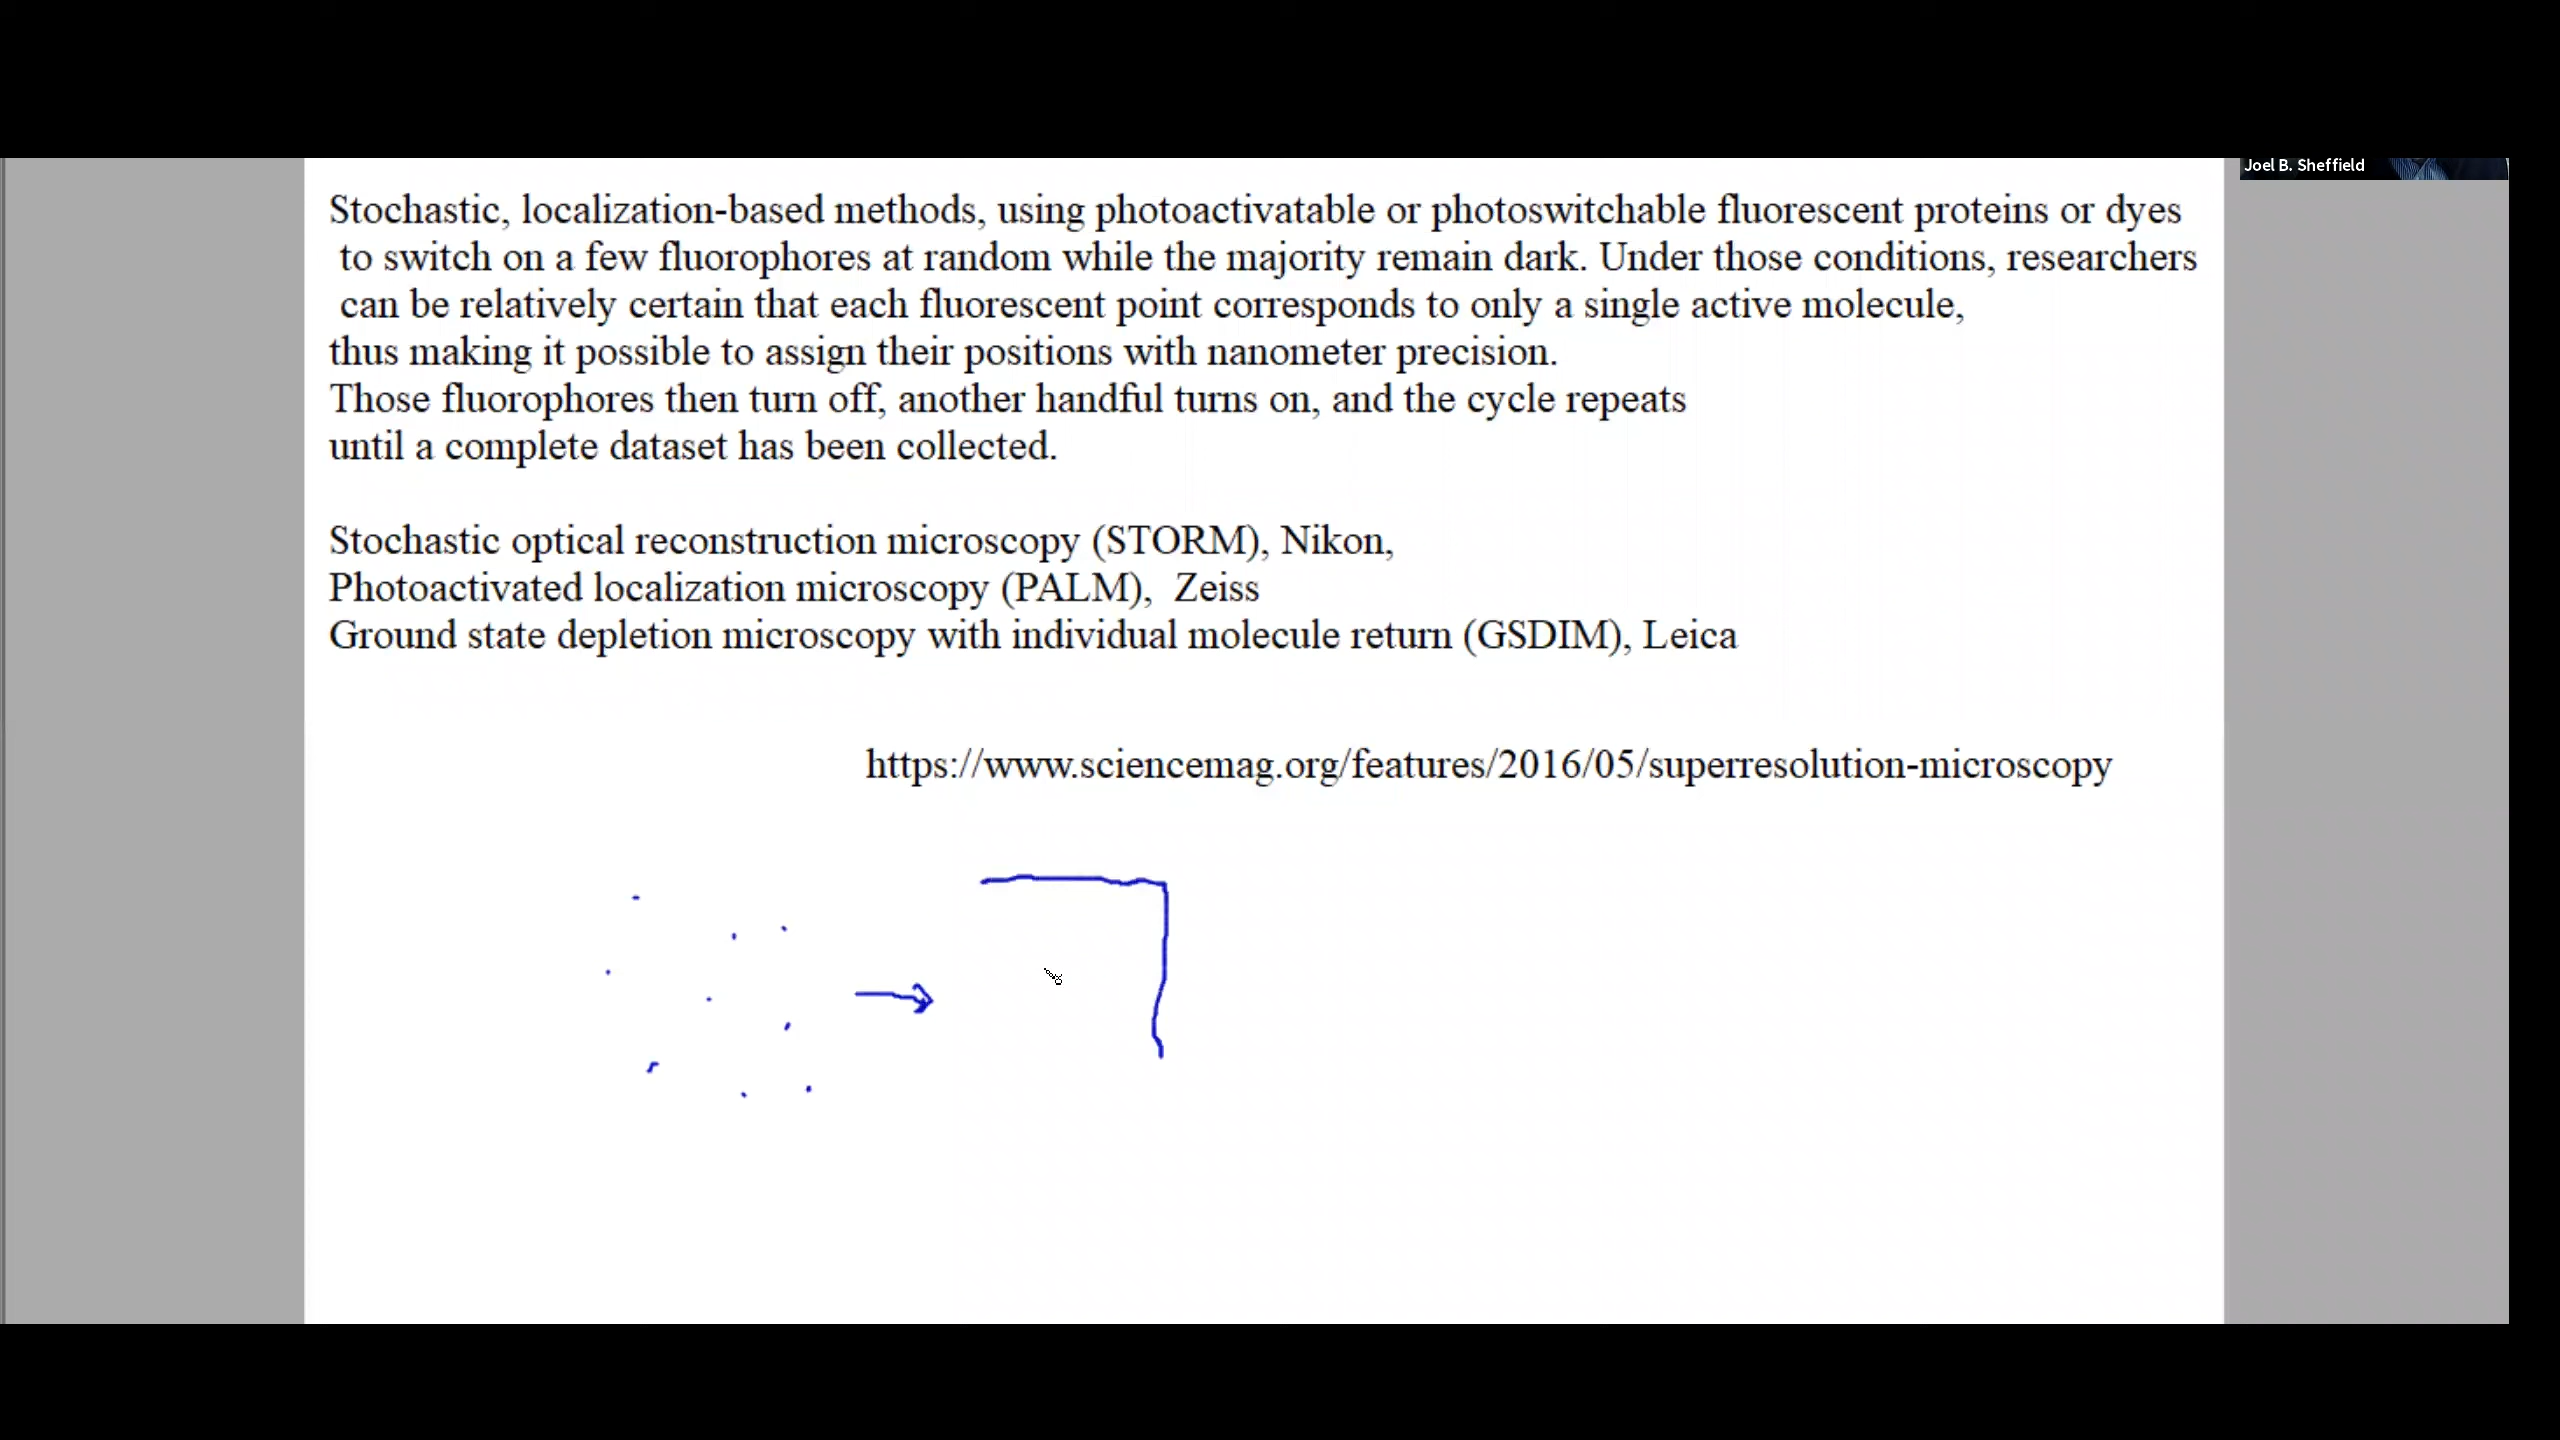 Joel B. Sheffield
Stochastic, localization-based methods, using photoactivatable or photoswitchable fluorescent proteins or dyes
to switch on a few fluorophores at random while the majority remain dark. Under those conditions, researchers
can be relatively certain that each fluorescent point corresponds to only a single active molecule,
thus making it possible to assign their positions with nanometer precision.
Those fluorophores then turn off, another handful turns on, and the cycle repeats
until a complete dataset has been collected.
Stochastic optical reconstruction microscopy (STORM), Nikon,
Photoactivated localization microscopy (PALM), Zeiss
Ground state depletion microscopy with individual molecule return (GSDIM), Leica
https://www.sciencemag.org/features/2016/05/superresolution-microscopy